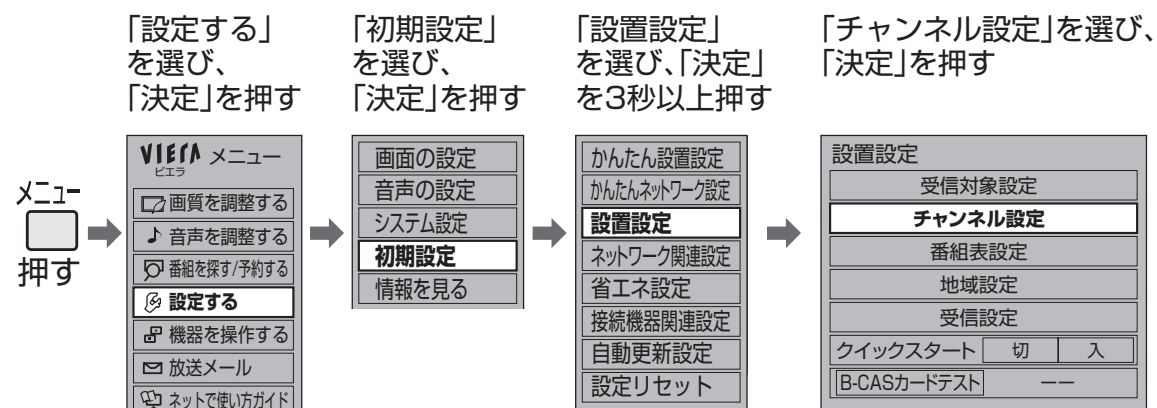 「設定する」
を選び、
「決定」を押す
「初期設定」
を選び、
「決定」を押す
「設置設定」
を選び、「決定」
を3秒以上押す
「チャンネル設定」を選び、
「決定」を押す
メニュー
押す
VIErA メニュー
ビエラ
画質を調整する
音声を調整する
番組を探す/予約する
設定する
機器を操作する
放送メール
ネットで使い方ガイド
画面の設定
音声の設定
システム設定
初期設定
情報を見る
かんたん設置設定
かんたんネットワーク設定
設置設定
ネットワーク関連設定
省エネ設定
接続機器関連設定
自動更新設定
設定リセット
設置設定
受信対象設定
チャンネル設定
番組表設定
地域設定
受信設定
クイックスタート 切 入
B-CASカードテスト −−